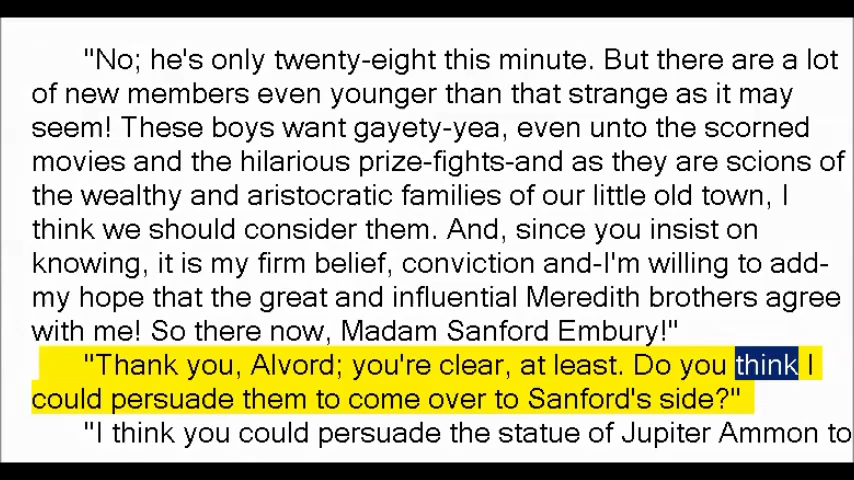 "No; he's only twenty-eight this minute. But there are a lot
of new members even younger than that strange as it may
seem! These boys want gayety-yea, even unto the scorned
movies and the hilarious prize-fights-and as they are scions of
the wealthy and aristocratic families of our little old town, I
think we should consider them. And, since you insist on
knowing, it is my firm belief, conviction and-I'm willing to add-
my hope that the great and influential Meredith brothers agree
with me! So there now, Madam Sanford Embury!"
"Thank you, Alvord; you're clear, at least. Do you think I
could persuade them to come over to Sanford's side?"
"I think you could persuade the statue of Jupiter Ammon to